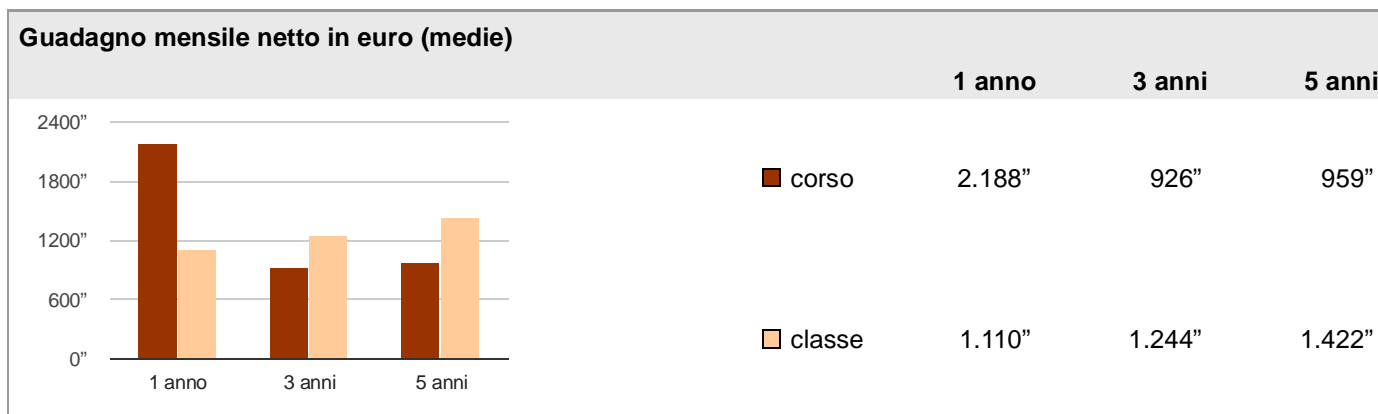 Guadagno mensile netto in euro (medie)
1 anno 3 anni 5 anni
2400”
1800”
1200”
600”
0”
1 anno 3 anni 5 anni
corso 2.188” 926” 959”
classe 1.110” 1.244” 1.422”